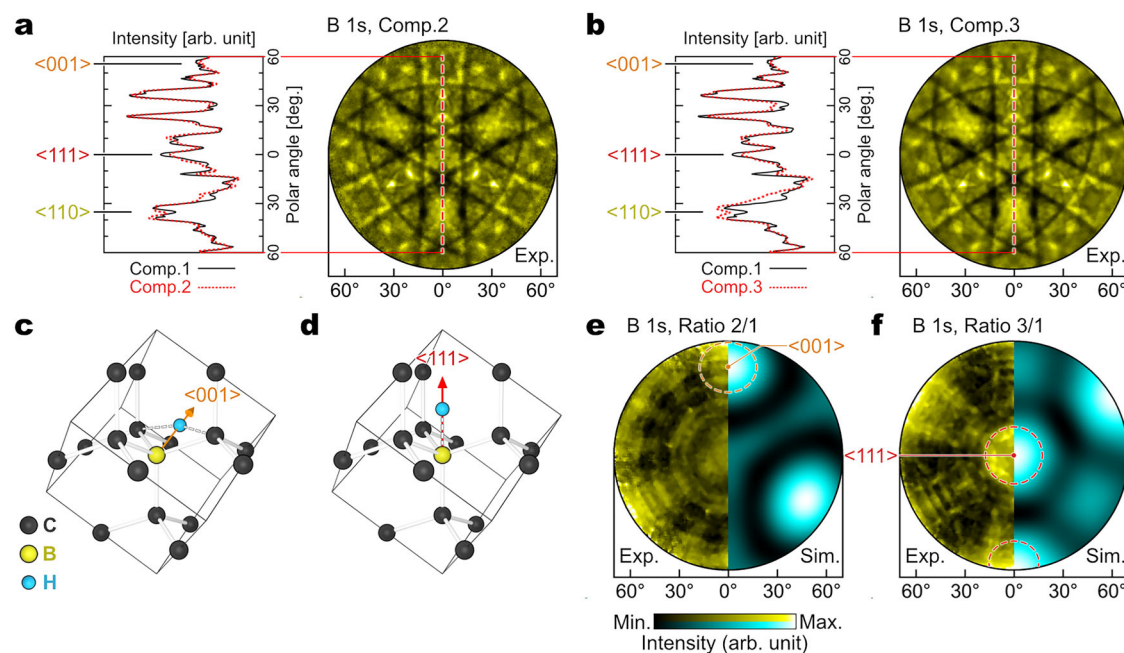 a
B 1s, Comp.2
Intensity [arb. unit]
<001>
<111>
<110>
60
30
0
30
60
Polar angle [deg.]
Comp.1
Comp.2
Exp.
60° 30° 0° 30° 60°
b
B 1s, Comp.3
Intensity [arb. unit]
<001>
<111>
<110>
60
30
0
30
60
Polar angle [deg.]
Comp.1
Comp.3
Exp.
60° 30° 0° 30° 60°
c
<001>
C
B
H
d
<111>
e
B 1s, Ratio 2/1
<001>
Exp.
Sim.
60° 30° 0° 30° 60°
f
B 1s, Ratio 3/1
<111>
Exp.
Sim.
60° 30° 0° 30° 60°
Min.
Max.
Intensity (arb. unit)